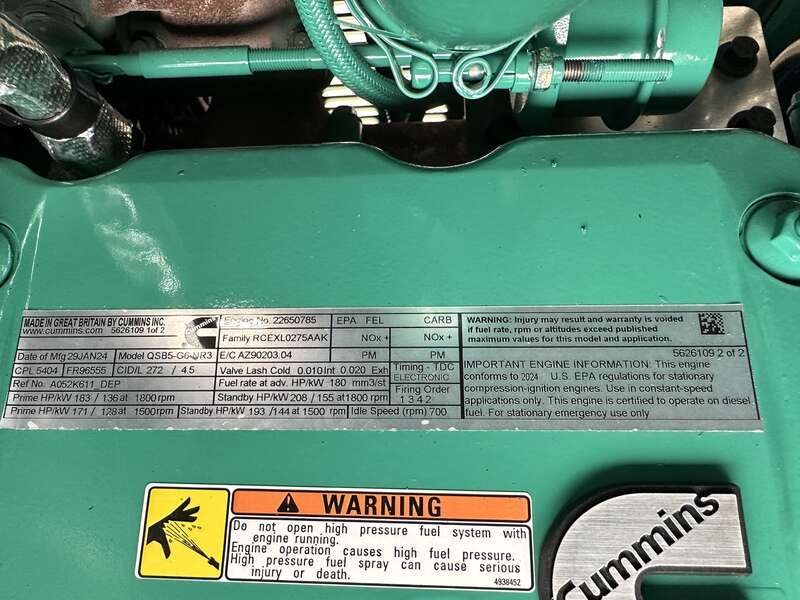 MADE IN GREAT BRITAIN BY CUMMINS INC.
www.cummins.com 5626109 1of 2
Date of Mfg 29JAN24 Model QSB5-G6 NR3
CPL 5404 FR96555 CID/L 272 / 4.5
Ref No. A052K611_DEP
Prime HP/kW 183 / 136 at 1800 rpm
Prime HP/kW 171 / 128 at 1500 rpm
Engine No. 22650785
Family RCEXL0275AAK
E/C AZ90203.04
Valve Lash Cold 0.010 Int 0.020 Exh
Fuel rate at adv. HP/kW 180 mm3/st
Standby HP/kW 208 / 155 at 1800 rpm
Standby HP/kW 193 / 144 at 1500 rpm
Idle Speed (rpm) 700
EPA FEL CARB
NOx + NOx +
PM PM
Timing - TDC
ELECTRONIC
Firing Order
1 3 4 2
WARNING: Injury may result and warranty is voided
if fuel rate, rpm or altitudes exceed published
maximum values for this model and application.
5626109 2 of 2
IMPORTANT ENGINE INFORMATION: This engine
conforms to 2024 U.S. EPA regulations for stationary
compression-ignition engines. Use in constant-speed
applications only. This engine is certified to operate on diesel
fuel. For stationary emergency use only
WARNING
Do not open high pressure fuel system with
engine running.
Engine operation causes high fuel pressure.
High pressure fuel spray can cause serious
injury or death.
4938452
Cummins